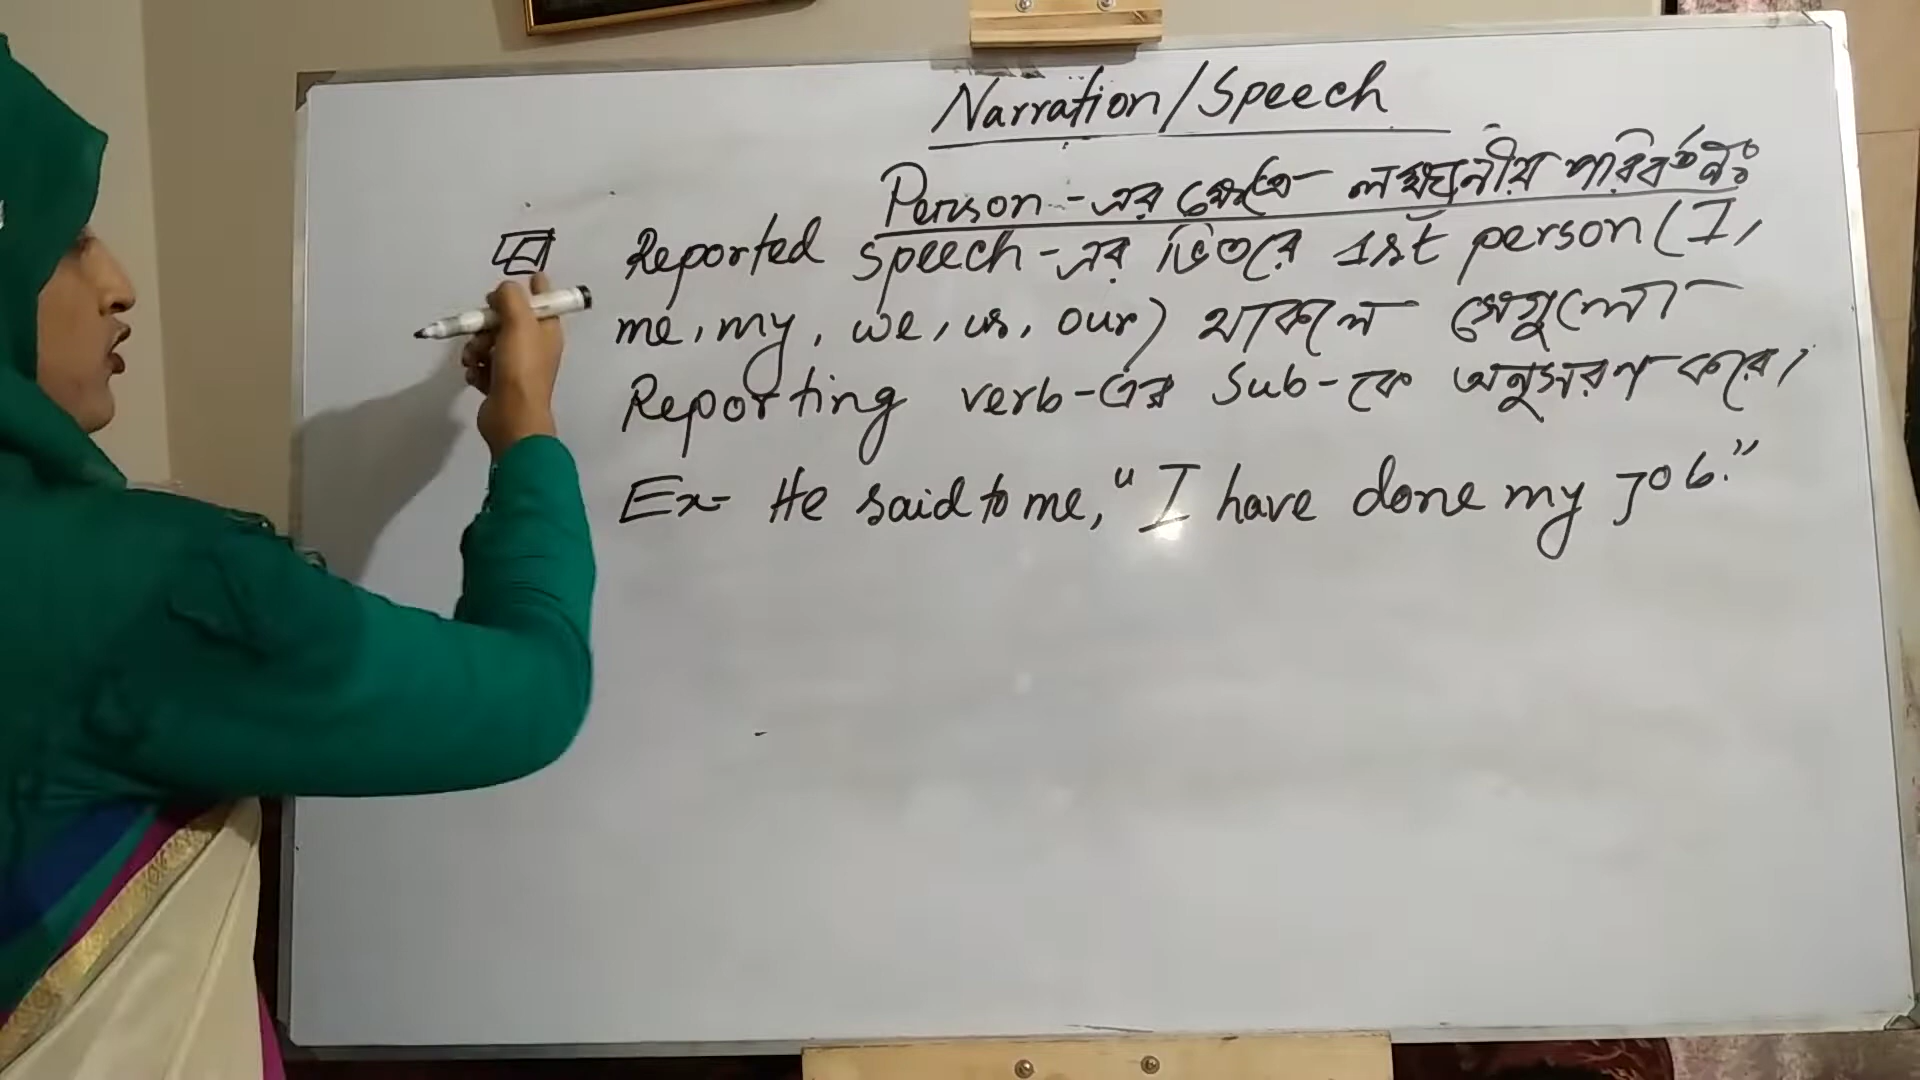 Narration/Speech
Person-এর ক্ষেত্রে লক্ষ্যনীয় পরিবর্তনঃ
Reported speech-এর ভিতরে 1st person (I,
me, my, we, us, our) থাকলে সেগুলো
Reporting verb-এর Sub-কে অনুসরণ করে।
Ex- He said to me, "I have done my job."